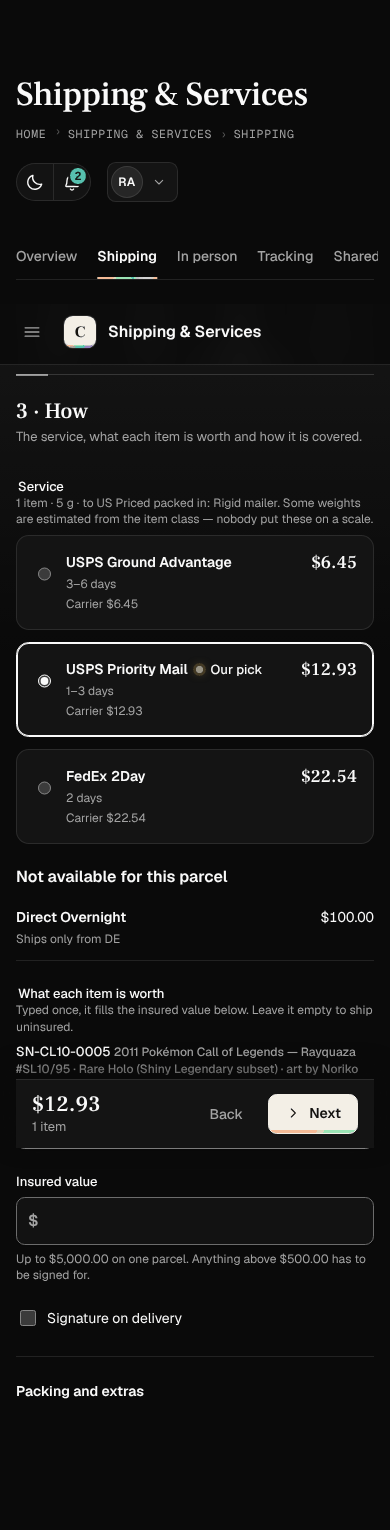 Shipping & Services
HOME › SHIPPING & SERVICES › SHIPPING
2
RA
Overview Shipping In person Tracking Shared
C Shipping & Services
3 · How
The service, what each item is worth and how it is covered.
Service
1 item · 5 g · to US Priced packed in: Rigid mailer. Some weights
are estimated from the item class — nobody put these on a scale.
USPS Ground Advantage $6.45
3–6 days
Carrier $6.45
USPS Priority Mail Our pick $12.93
1–3 days
Carrier $12.93
FedEx 2Day $22.54
2 days
Carrier $22.54
Not available for this parcel
Direct Overnight $100.00
Ships only from DE
What each item is worth
Typed once, it fills the insured value below. Leave it empty to ship
uninsured.
SN-CL10-0005 2011 Pokémon Call of Legends — Rayquaza
#SL10/95 · Rare Holo (Shiny Legendary subset) · art by Noriko
$12.93
1 item
Back
Next
Insured value
$
Up to $5,000.00 on one parcel. Anything above $500.00 has to
be signed for.
Signature on delivery
Packing and extras